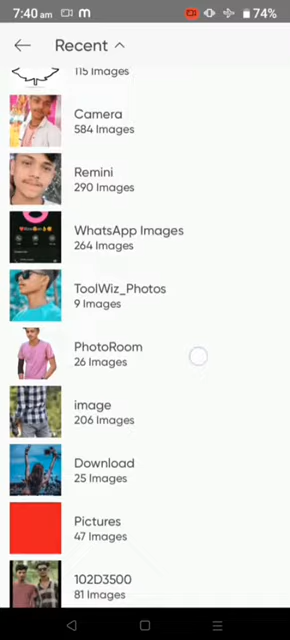 7:40 am
74%
Recent
115 Images
Camera
584 Images
Remini
290 Images
WhatsApp Images
264 Images
ToolWiz_Photos
9 Images
PhotoRoom
26 Images
image
206 Images
Download
25 Images
Pictures
47 Images
102D3500
81 Images